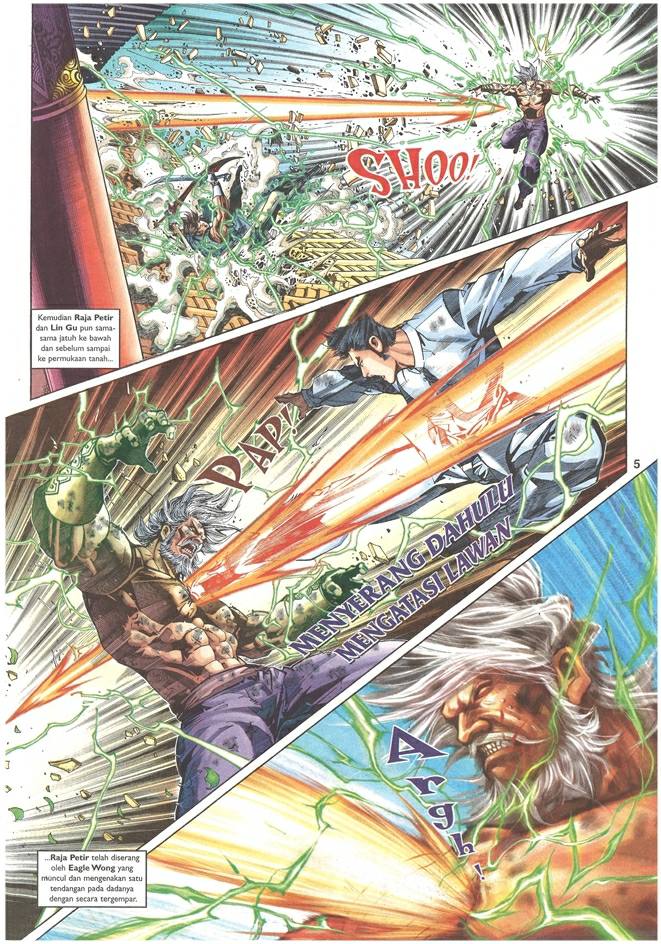 SHOO!
Kemudian Raja Petir
dan Lin Gu pun sama-
sama jatuh ke bawah
dan sebelum sampai
ke permukaan tanah...
PAP!
5
MENYERANG DAHULU
MENGATASI LAWAN
Argh!
...Raja Petir telah diserang
oleh Eagle Wong yang
muncul dan mengenakan satu
tendangan pada dadanya
dengan secara tergempar.